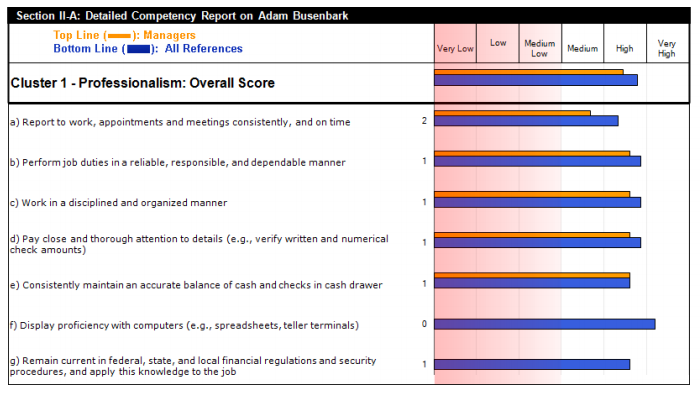 Section II-A: Detailed Competency Report on Adam Busenbark
Top Line ( ): Managers
Bottom Line ( ): All References
Very Low
Low
Medium Low
Medium
High
Very High
Cluster 1 - Professionalism: Overall Score
a) Report to work, appointments and meetings consistently, and on time 2
b) Perform job duties in a reliable, responsible, and dependable manner 1
c) Work in a disciplined and organized manner 1
d) Pay close and thorough attention to details (e.g., verify written and numerical 1
check amounts)
e) Consistently maintain an accurate balance of cash and checks in cash drawer 1
f) Display proficiency with computers (e.g., spreadsheets, teller terminals) 0
g) Remain current in federal, state, and local financial regulations and security 1
procedures, and apply this knowledge to the job